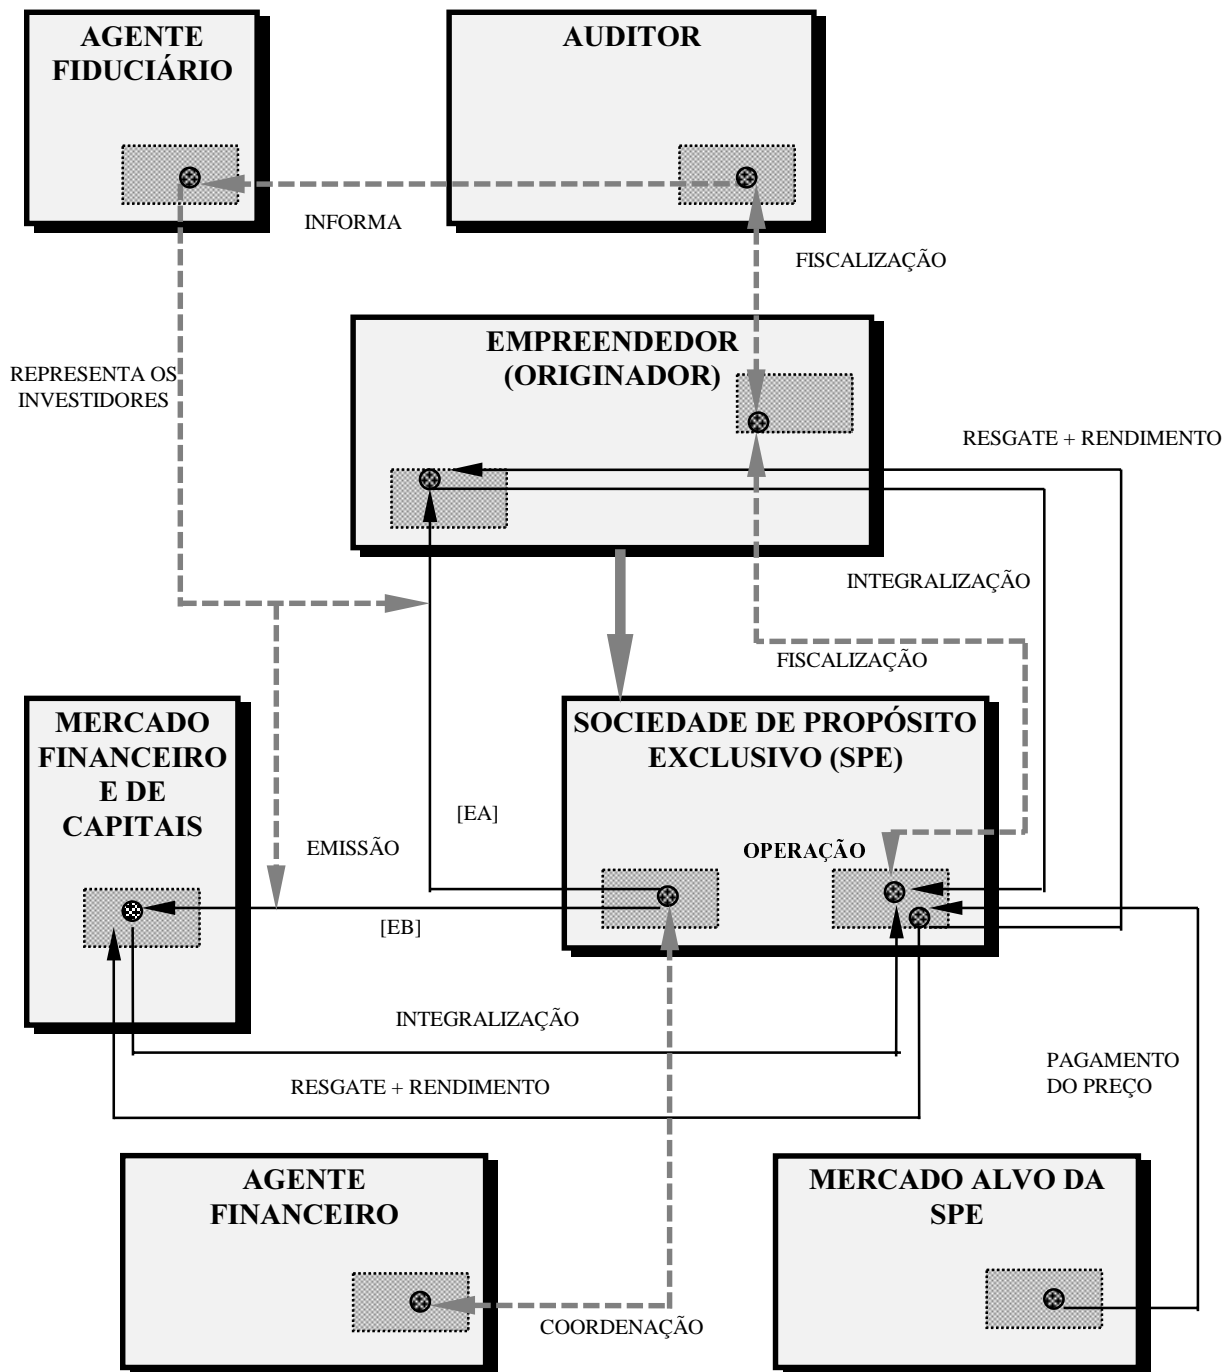 AGENTE
FIDUCIÁRIO
AUDITOR
INFORMA
FISCALIZAÇÃO
EMPREENDEDOR
(ORIGINADOR)
REPRESENTA OS
INVESTIDORES
RESGATE + RENDIMENTO
INTEGRALIZAÇÃO
FISCALIZAÇÃO
MERCADO
FINANCEIRO
E DE
CAPITAIS
SOCIEDADE DE PROPÓSITO
EXCLUSIVO (SPE)
[EA]
EMISSÃO
OPERAÇÃO
[EB]
INTEGRALIZAÇÃO
RESGATE + RENDIMENTO
PAGAMENTO
DO PREÇO
AGENTE
FINANCEIRO
MERCADO ALVO DA
SPE
COORDENAÇÃO